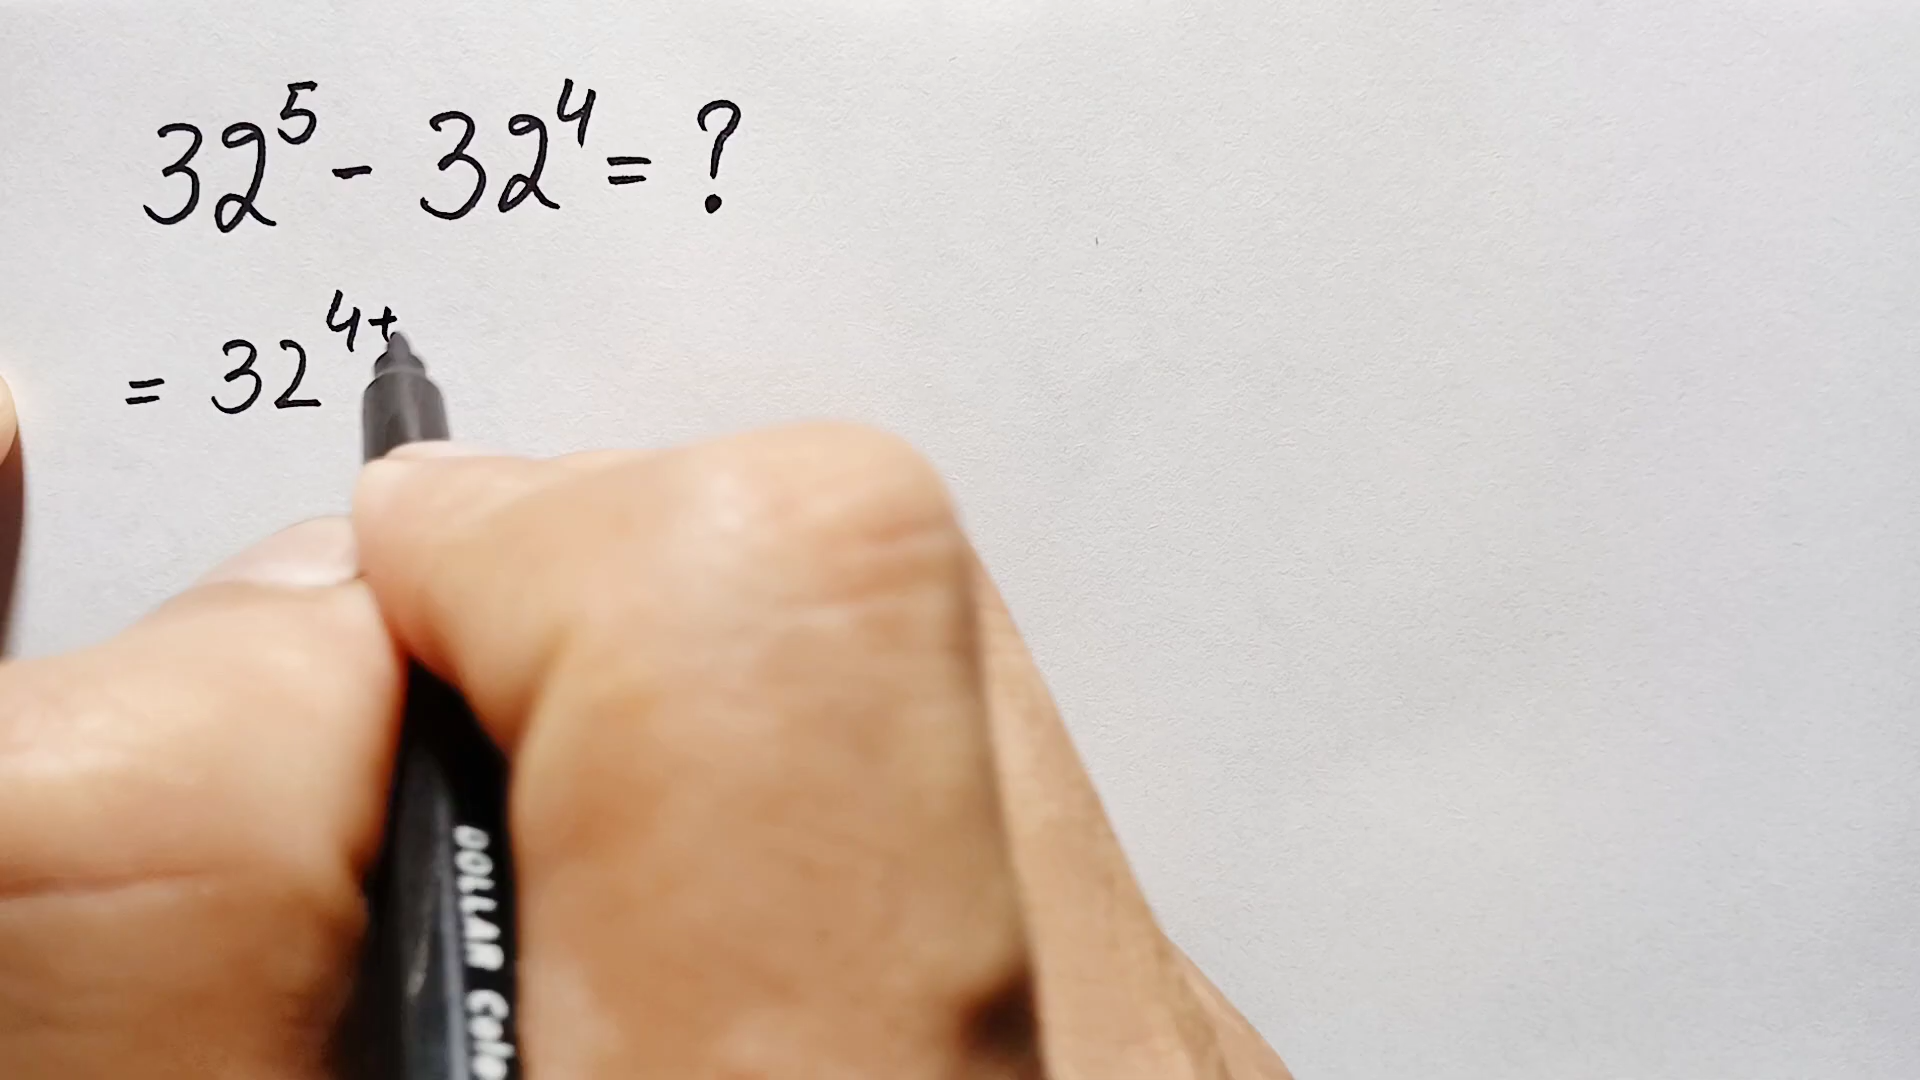 32⁵ - 32⁴ = ?
= 32⁴⁺
DOLLAR